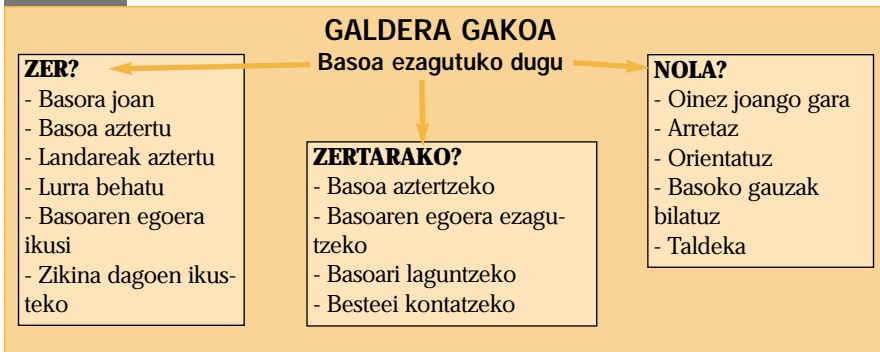 GALDERA GAKOA
Basoa ezagutuko dugu
ZER?
- Basora joan
- Basoa aztertu
- Landareak aztertu
- Lurra behatu
- Basoaren egoera
ikusi
- Zikina dagoen ikus-
teko
ZERTARAKO?
- Basoa aztertzeko
- Basoaren egoera ezagu-
tzeko
- Basoari laguntzeko
- Besteei kontatzeko
NOLA?
- Oinez joango gara
- Arretaz
- Orientatuz
- Basoko gauzak
bilatuz
- Taldeka